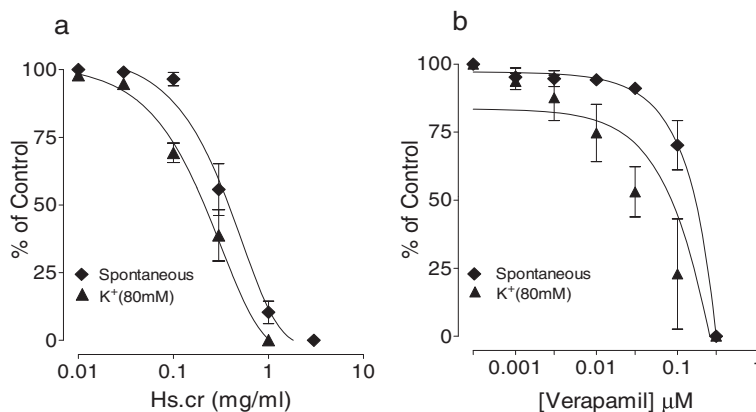 a
% of Control
100
75
50
25
0
Spontaneous
K⁺(80mM)
0.01 0.1 1 10
Hs.cr (mg/ml)
b
% of Control
100
75
50
25
0
Spontaneous
K⁺(80mM)
0.001 0.01 0.1 1
[Verapamil] μM